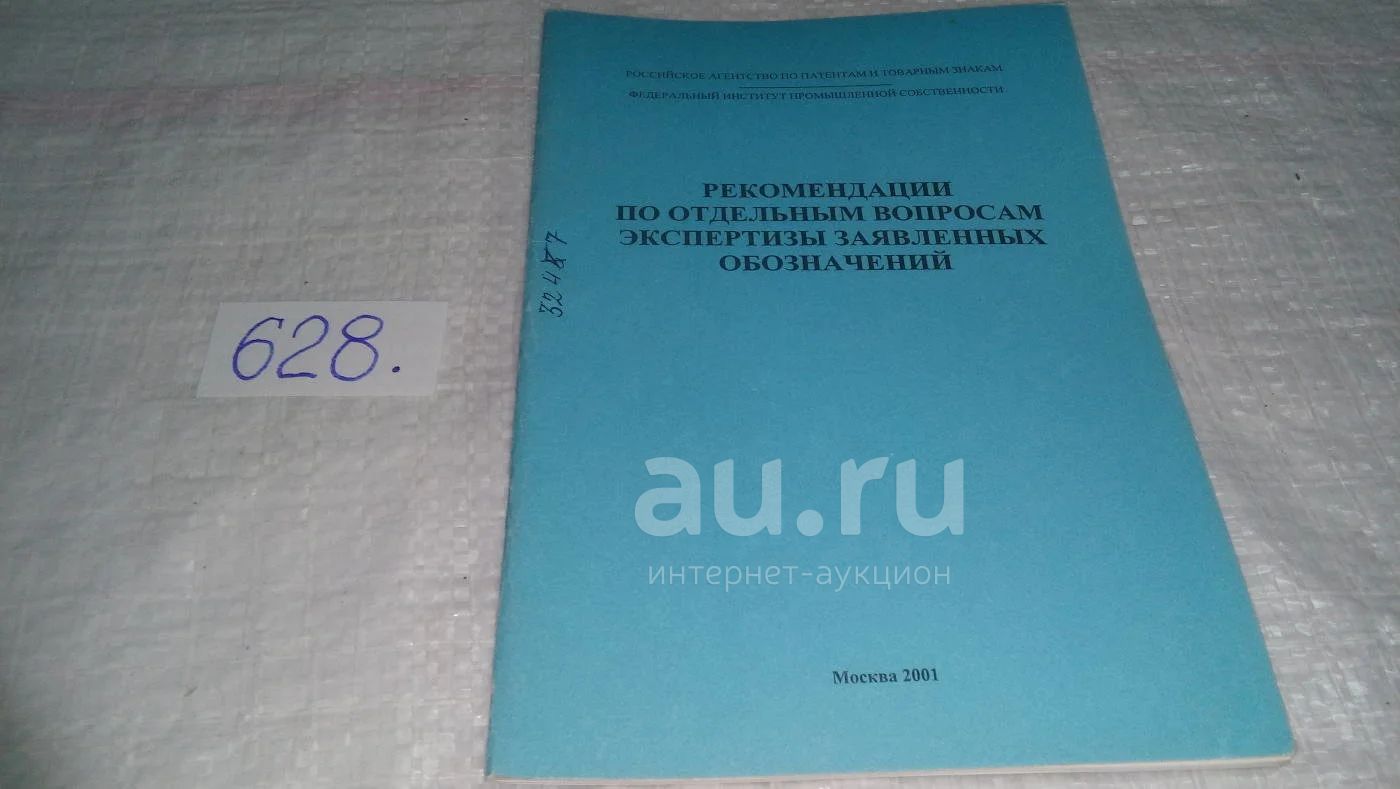 РОССИЙСКОЕ АГЕНТСТВО ПО ПАТЕНТАМ И ТОВАРНЫМ ЗНАКАМ
ФЕДЕРАЛЬНЫЙ ИНСТИТУТ ПРОМЫШЛЕННОЙ СОБСТВЕННОСТИ
РЕКОМЕНДАЦИИ
ПО ОТДЕЛЬНЫМ ВОПРОСАМ
ЭКСПЕРТИЗЫ ЗАЯВЛЕННЫХ
ОБОЗНАЧЕНИЙ
628.
au.ru
интернет-аукцион
Москва 2001